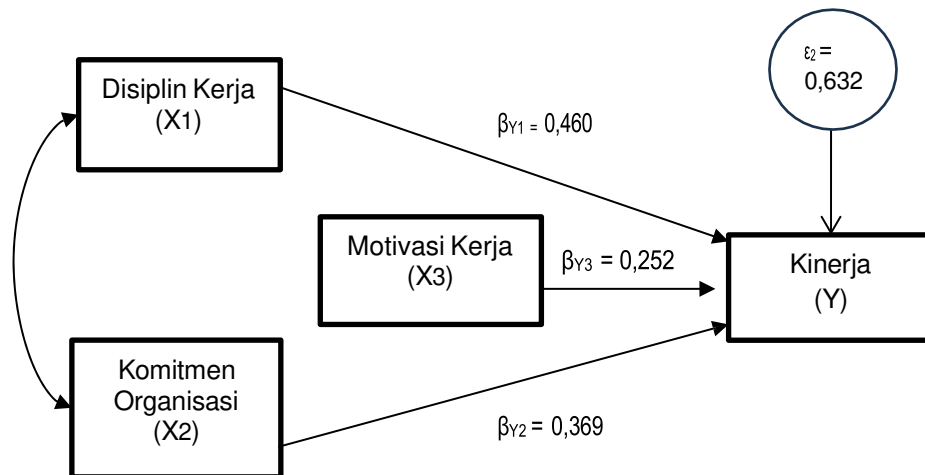 ε2 =
0,632
Disiplin Kerja
(X1)
βY1 = 0,460
Motivasi Kerja
(X3)
βY3 = 0,252
Kinerja
(Y)
Komitmen
Organisasi
(X2)
βY2 = 0,369